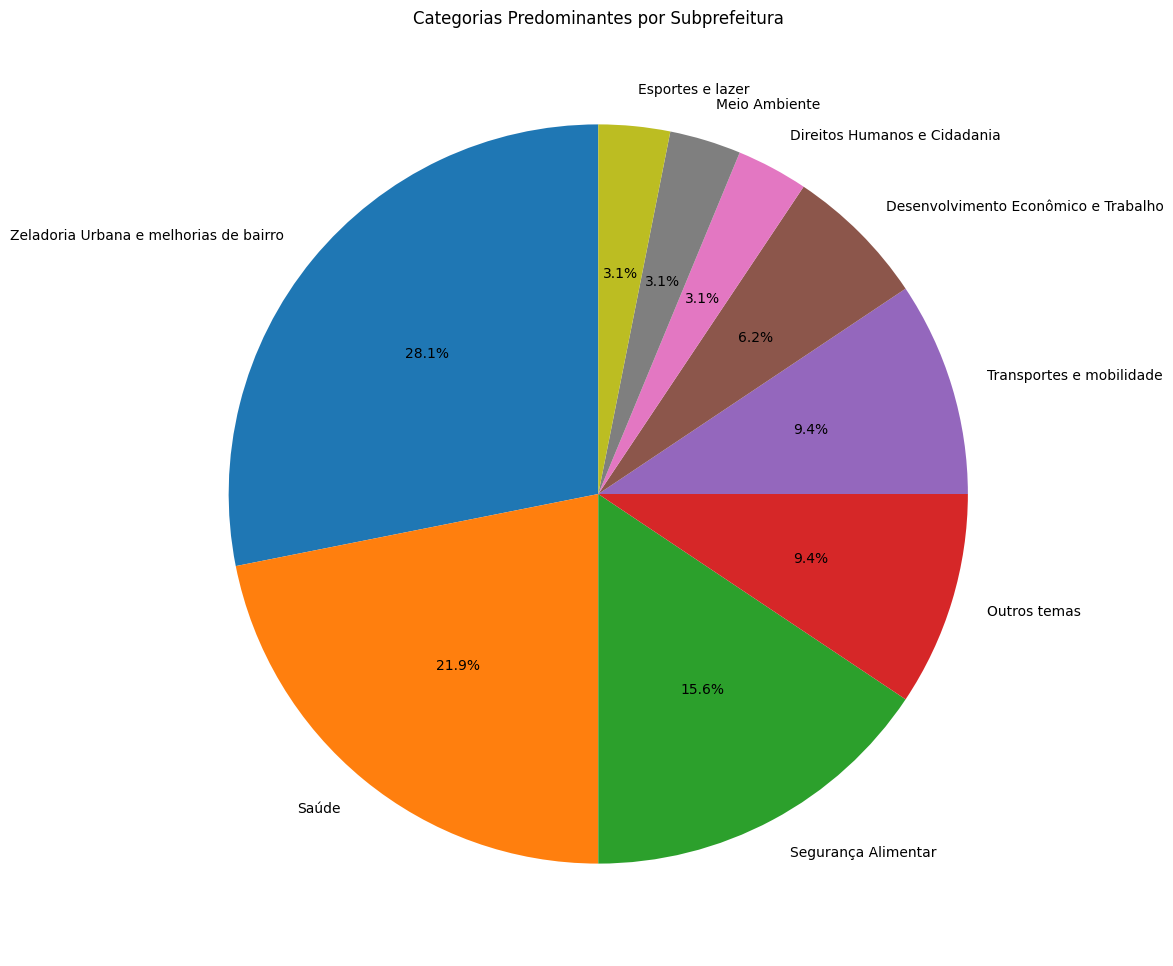 Categorias Predominantes por Subprefeitura
Esportes e lazer
Meio Ambiente
Direitos Humanos e Cidadania
Desenvolvimento Econômico e Trabalho
Zeladoria Urbana e melhorias de bairro
3.1%
3.1%
3.1%
6.2%
28.1%
Transportes e mobilidade
9.4%
9.4%
Outros temas
21.9%
15.6%
Saúde
Segurança Alimentar